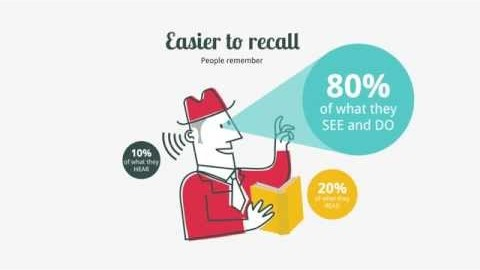 Easier to recall
People remember
80%
of what they
SEE and DO
10%
of what they
HEAR
20%
of what they
READ